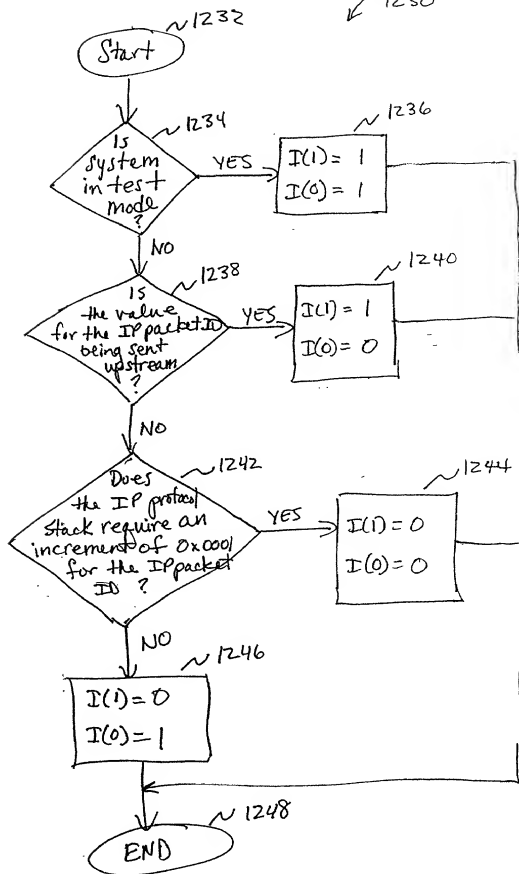 1230
1232
Start
1234
Is
system
in test
mode
?
YES
1236
I(1) = 1
I(0) = 1
NO
1238
Is
the value
for the IP packet ID
being sent
upstream
?
YES
1240
I(1) = 1
I(0) = 0
NO
1242
Does
the IP protocol
stack require an
increment of 0x0001
for the IP packet
ID ?
YES
1244
I(1) = 0
I(0) = 0
NO
1246
I(1) = 0
I(0) = 1
1248
END